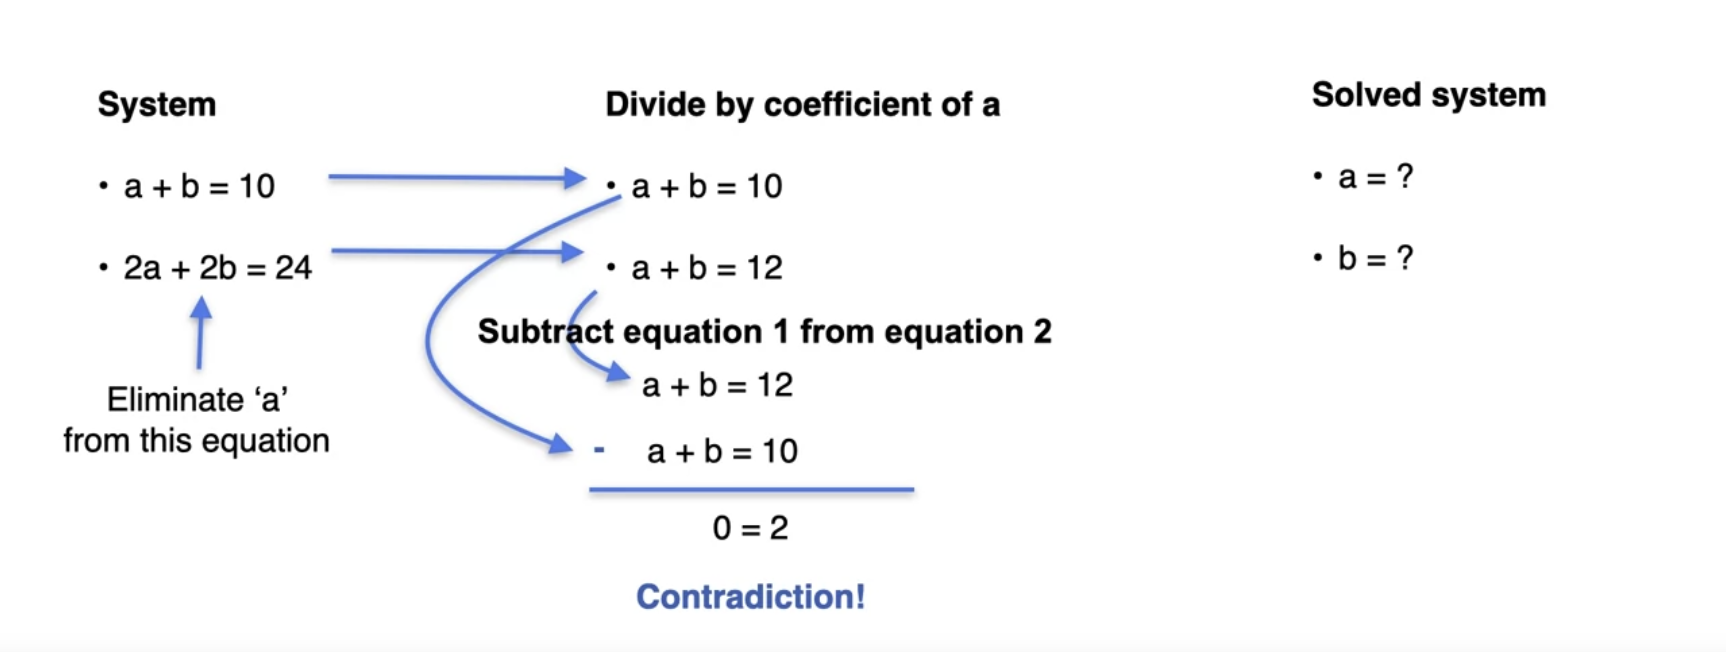 System
• a + b = 10
• 2a + 2b = 24
Eliminate ‘a’
from this equation
Divide by coefficient of a
• a + b = 10
• a + b = 12
Subtract equation 1 from equation 2
a + b = 12
- a + b = 10
0 = 2
Contradiction!
Solved system
• a = ?
• b = ?